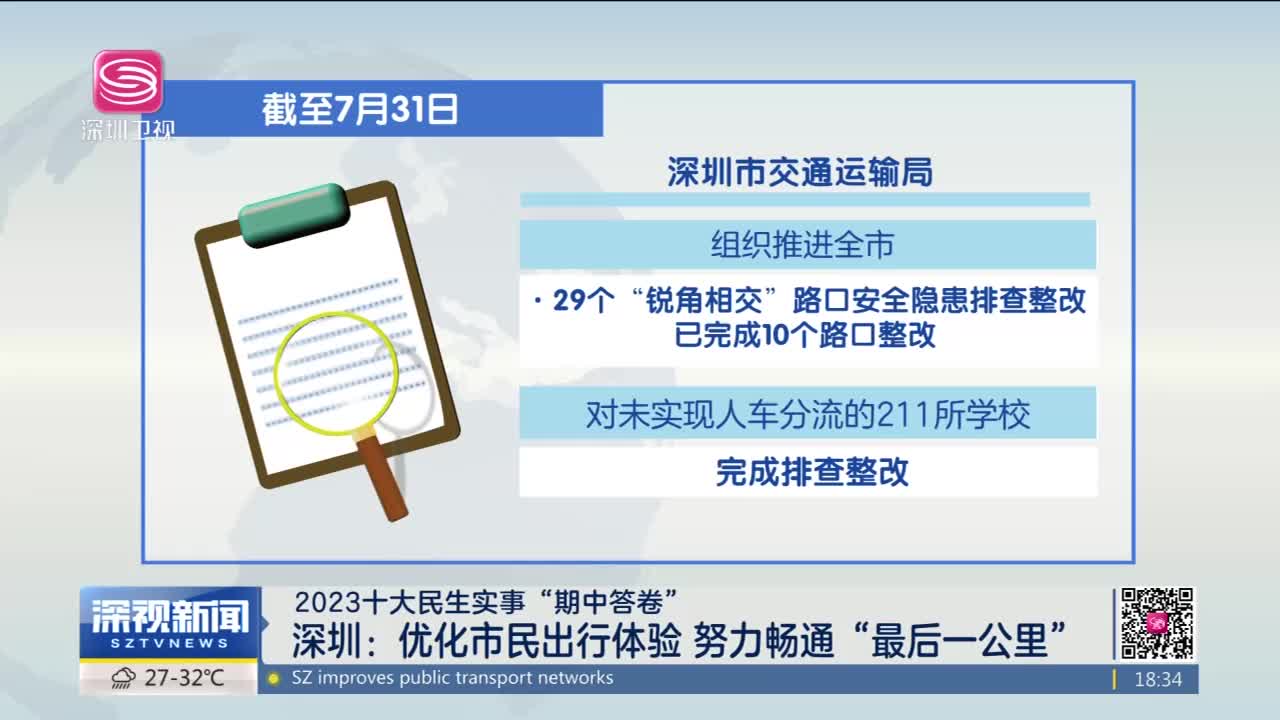 深圳卫视
截至7月31日
深圳市交通运输局
组织推进全市
·29个“锐角相交”路口安全隐患排查整改
已完成10个路口整改
对未实现人车分流的211所学校
完成排查整改
深视新闻
SZTVNEWS
2023十大民生实事“期中答卷”
深圳：优化市民出行体验 努力畅通“最后一公里”
27-32℃
SZ improves public transport networks
18:34